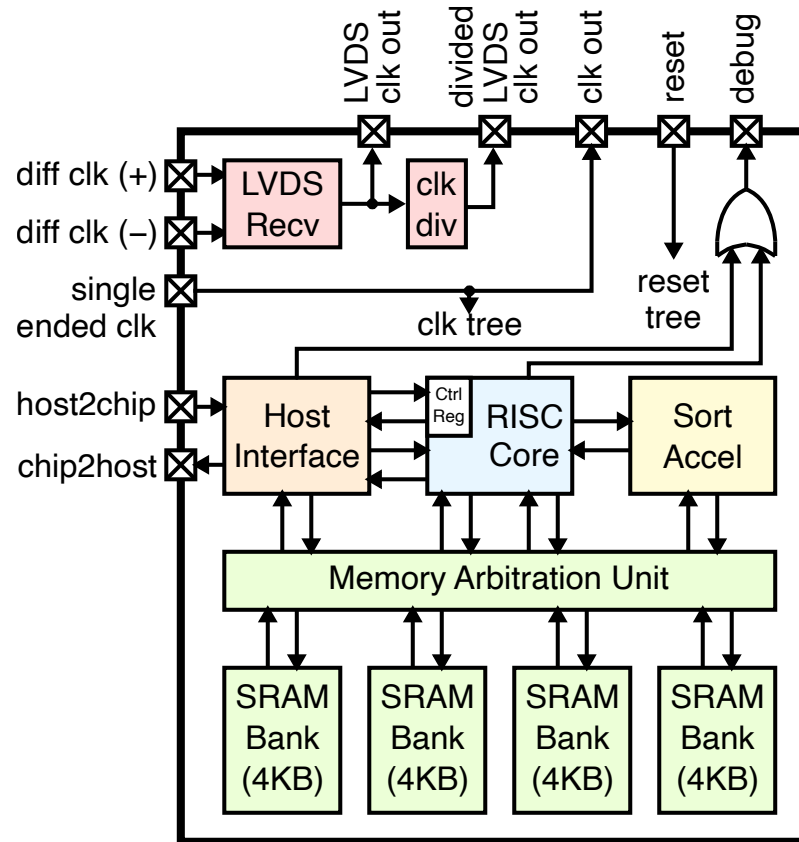 LVDS
clk out
divided
LVDS
clk out
clk out
reset
debug
diff clk (+)
diff clk (−)
LVDS
Recv
clk
div
single
ended clk
clk tree
reset
tree
host2chip
chip2host
Host
Interface
Ctrl
Reg
RISC
Core
Sort
Accel
Memory Arbitration Unit
SRAM
Bank
(4KB)
SRAM
Bank
(4KB)
SRAM
Bank
(4KB)
SRAM
Bank
(4KB)